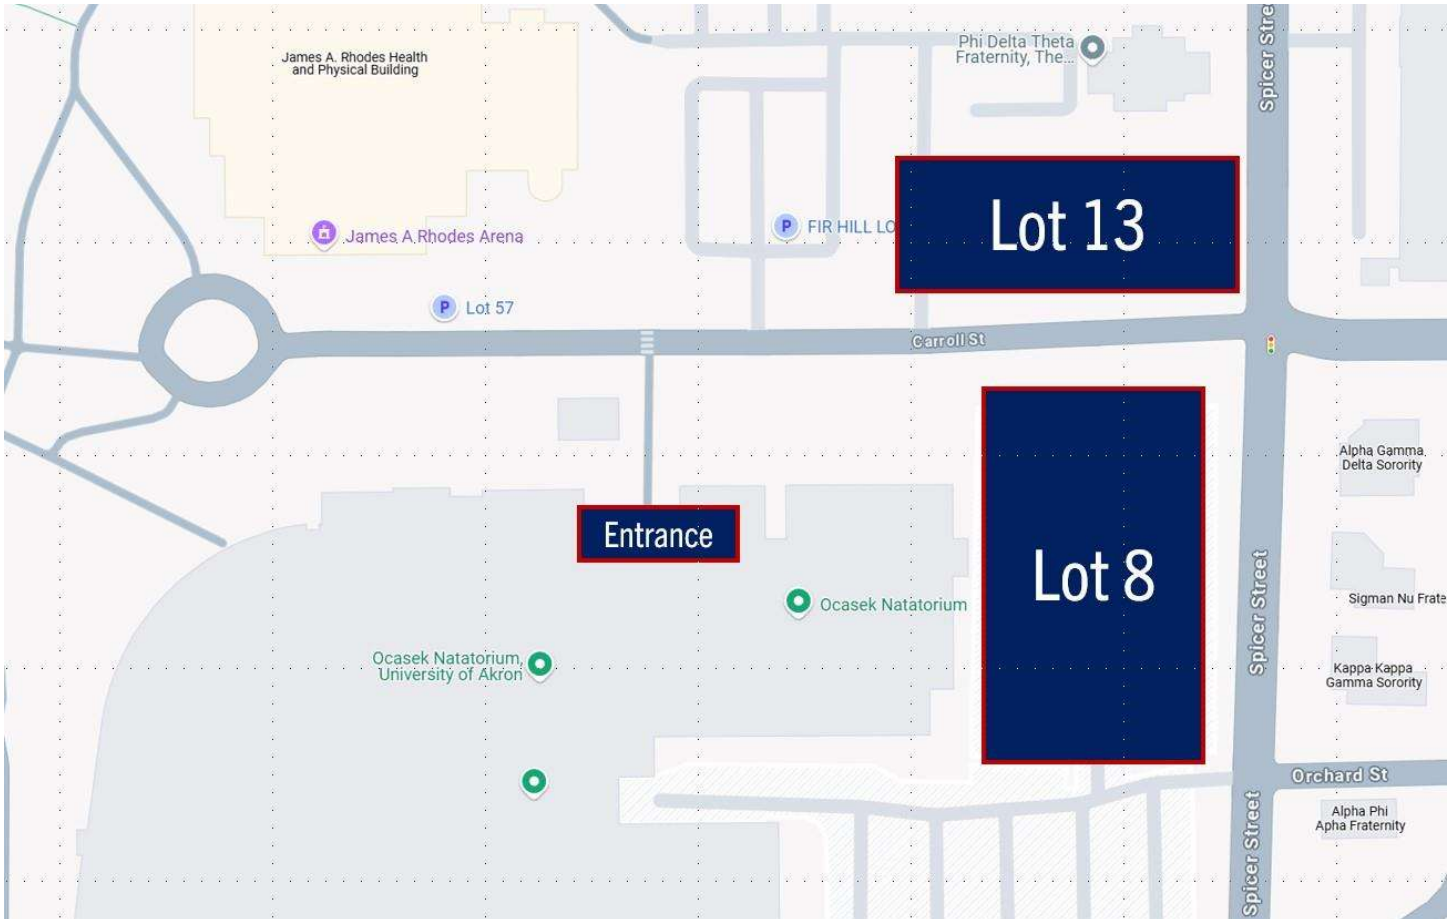 James A. Rhodes Health
and Physical Building
Phi Delta Theta
Fraternity, The...
Spicer Stre
James A Rhodes Arena
P
FIR HILL LO
Lot 13
P
Lot 57
Carroll St
Alpha Gamma
Delta Sorority
Entrance
Lot 8
Ocasek Natatorium
Spicer Street
Sigman Nu Frate
Ocasek Natatorium,
University of Akron
Kappa Kappa
Gamma Sorority
Orchard St
Alpha Phi
Apha Fraternity
Spicer Street